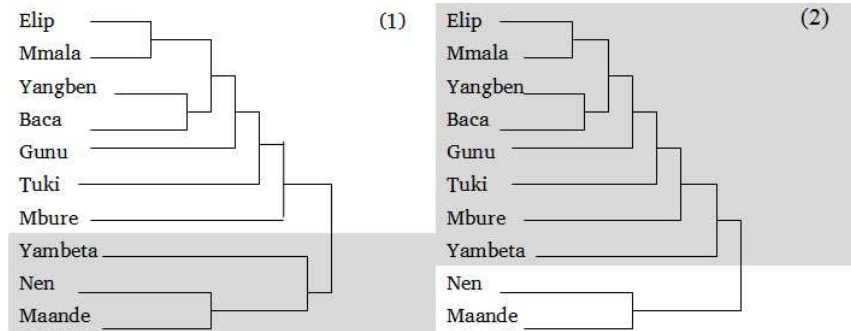 (1)
Elip
Mmala
Yangben
Baca
Gunu
Tuki
Mbure
Yambeta
Nen
Maande
(2)
Elip
Mmala
Yangben
Baca
Gunu
Tuki
Mbure
Yambeta
Nen
Maande